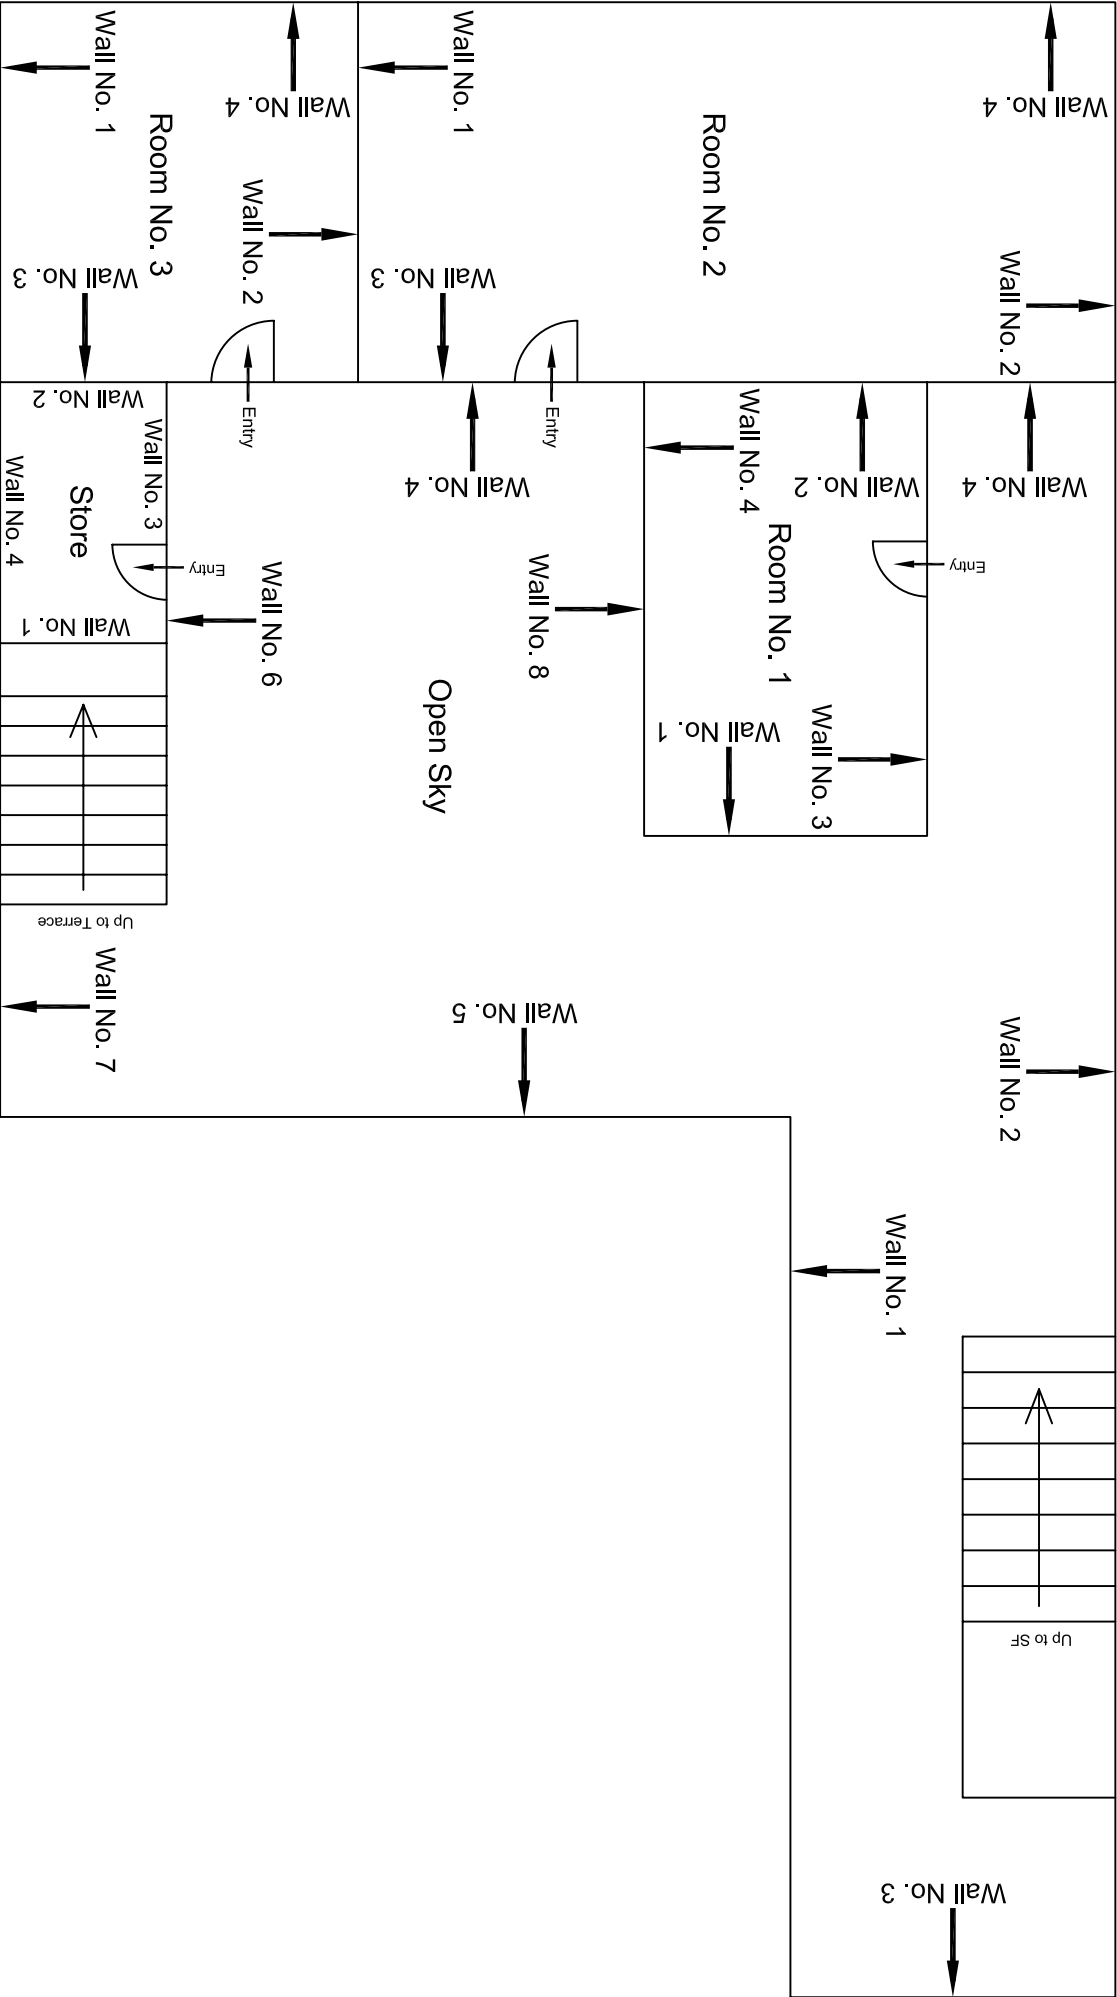 Wall No. 1
Wall No. 4
Room No. 3
Wall No. 2
Wall No. 3
Wall No. 1
Wall No. 4
Room No. 2
Wall No. 3
Wall No. 2
Entry
Entry
Wall No. 2
Wall No. 3
Store
Wall No. 4
Entry
Wall No. 1
Up to Terrace
Wall No. 4
Wall No. 6
Wall No. 8
Open Sky
Wall No. 7
Wall No. 5
Wall No. 4
Wall No. 2
Room No. 1
Wall No. 1
Wall No. 3
Wall No. 4
Entry
Wall No. 2
Wall No. 1
Up to SF
Wall No. 3